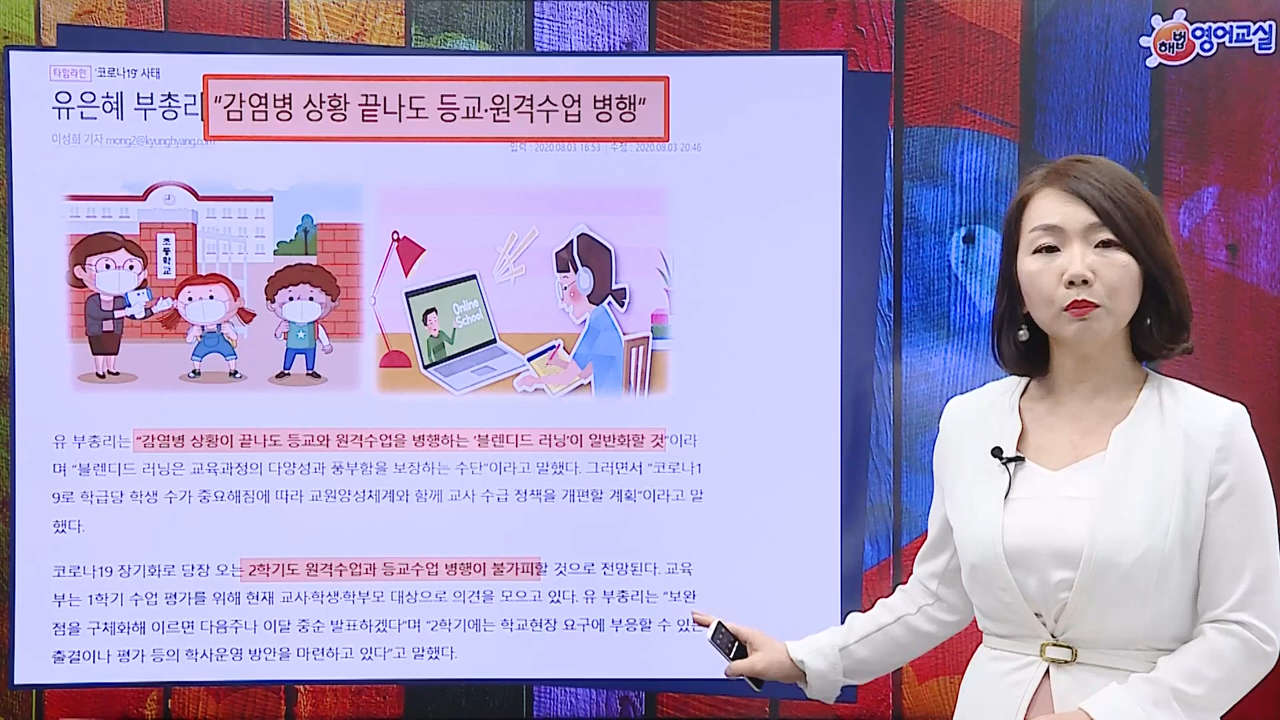 해법 영어교실
타임라인 '코로나19' 사태
유은혜 부총리 "감염병 상황 끝나도 등교·원격수업 병행"
이성희 기자 mong2@kyunghyang.com
입력 : 2020.08.03 16:53 수정 : 2020.08.03 20:46
초등학교
Online
School
유 부총리는 "감염병 상황이 끝나도 등교와 원격수업을 병행하는 '블렌디드 러닝'이 일반화할 것"이라
며 "블렌디드 러닝은 교육과정의 다양성과 풍부함을 보장하는 수단"이라고 말했다. 그러면서 "코로나1
9로 학급당 학생 수가 중요해짐에 따라 교원양성체계와 함께 교사 수급 정책을 개편할 계획"이라고 말
했다.
코로나19 장기화로 당장 오는 2학기도 원격수업과 등교수업 병행이 불가피할 것으로 전망된다. 교육
부는 1학기 수업 평가를 위해 현재 교사·학생·학부모 대상으로 의견을 모으고 있다. 유 부총리는 "보완
점을 구체화해 이르면 다음주나 이달 중순 발표하겠다"며 "2학기에는 학교현장 요구에 부응할 수 있는
출결이나 평가 등의 학사운영 방안을 마련하고 있다"고 말했다.